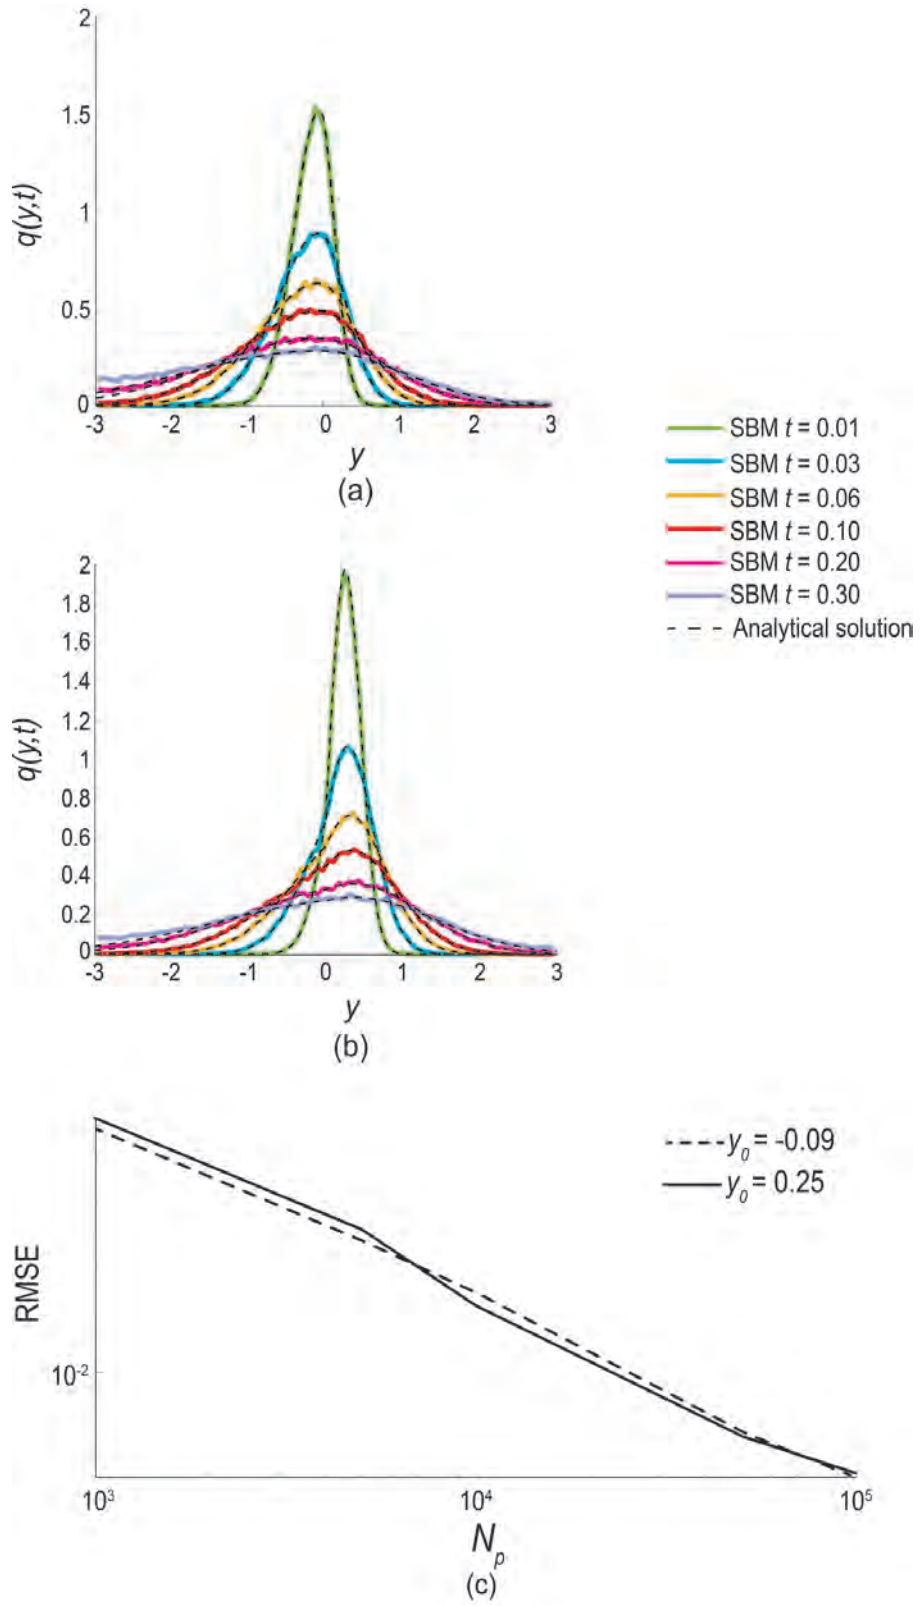 2
1.5
q(y,t)
1
0.5
0
-3 -2 -1 0 1 2 3
y
(a)
SBM t = 0.01
SBM t = 0.03
SBM t = 0.06
SBM t = 0.10
SBM t = 0.20
SBM t = 0.30
Analytical solution
2
1.8
1.6
1.4
1.2
q(y,t)
1
0.8
0.6
0.4
0.2
0
-3 -2 -1 0 1 2 3
y
(b)
y₀ = -0.09
y₀ = 0.25
RMSE
10⁻²
10³ 10⁴ 10⁵
Nₚ
(c)